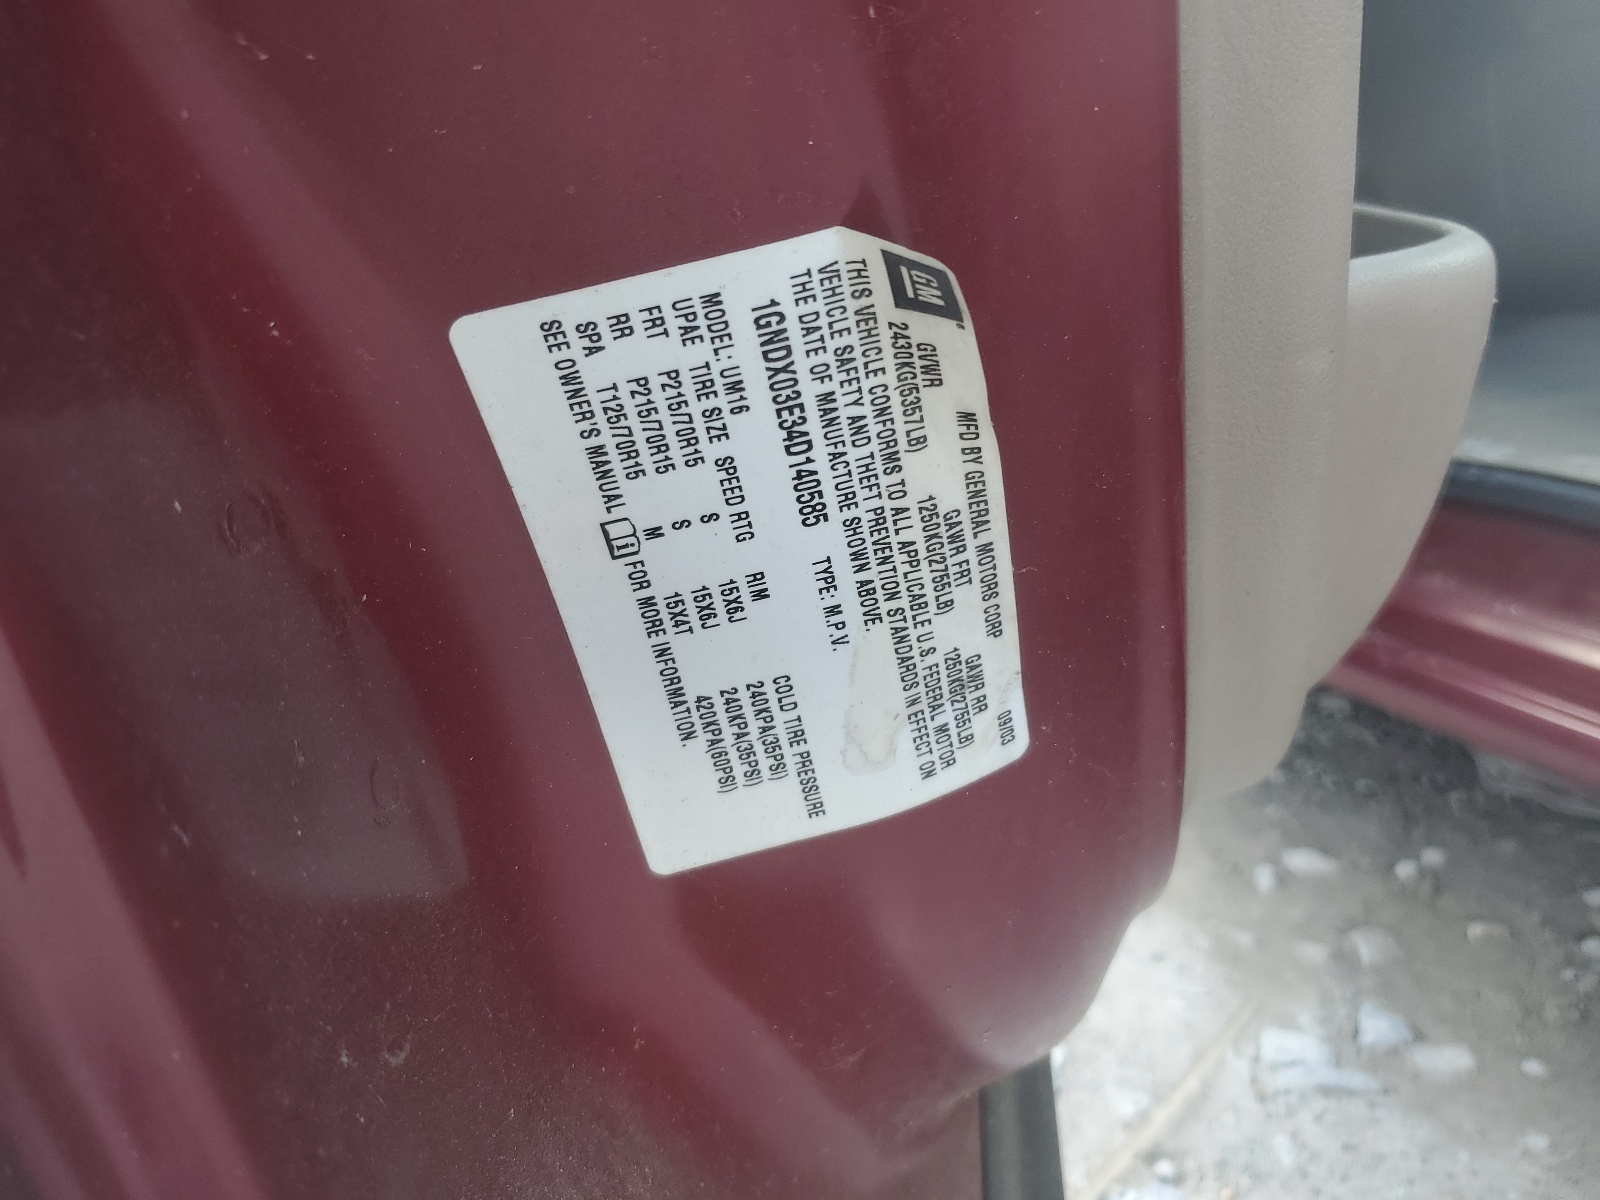 GM
MFD BY GENERAL MOTORS CORP 09/03
GVWR GAWR FRT GAWR RR
2430KG(5357LB) 1250KG(2755LB) 1250KG(2755LB)
THIS VEHICLE CONFORMS TO ALL APPLICABLE U.S. FEDERAL MOTOR
VEHICLE SAFETY AND THEFT PREVENTION STANDARDS IN EFFECT ON
THE DATE OF MANUFACTURE SHOWN ABOVE.
1GNDX03E34D140585 TYPE: M.P.V.
MODEL: UM16
UPAE TIRE SIZE SPEED RTG RIM COLD TIRE PRESSURE
FRT P215/70R15 S 15X6J 240KPA(35PSI)
RR P215/70R15 S 15X6J 240KPA(35PSI)
SPA T125/70R15 M 15X4T 420KPA(60PSI)
SEE OWNER'S MANUAL i FOR MORE INFORMATION.